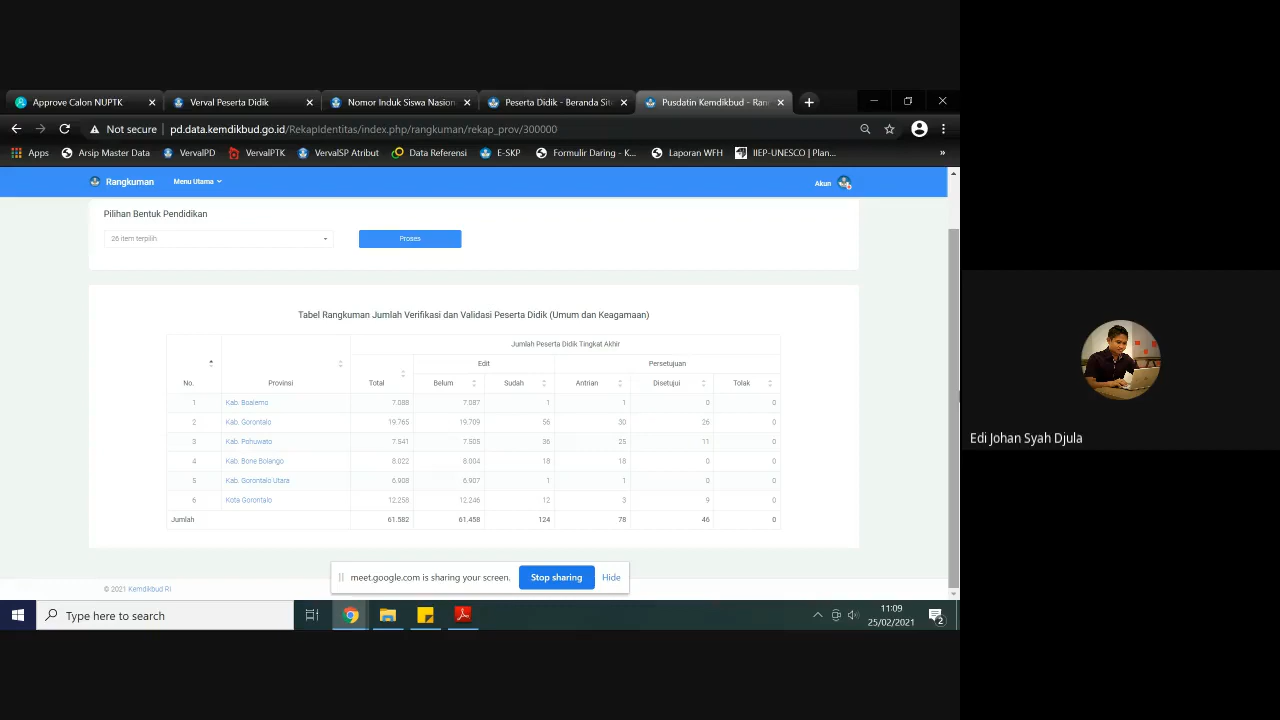 Approve Calon NUPTK
Verval Peserta Didik
Nomor Induk Siswa Nasion
Peserta Didik - Beranda Site
Pusdatin Kemdikbud - Ran
Not secure
pd.data.kemdikbud.go.id/RekapIdentitas/index.php/rangkuman/rekap_prov/300000
Apps
Arsip Master Data
VervalPD
VervalPTK
VervalSP Atribut
Data Referensi
E-SKP
Formulir Daring - K...
Laporan WFH
IIEP-UNESCO | Plan...
»
Rangkuman
Menu Utama
Akun
Pilihan Bentuk Pendidikan
26 item terpilih
Proses
Tabel Rangkuman Jumlah Verifikasi dan Validasi Peserta Didik (Umum dan Keagamaan)
Jumlah Peserta Didik Tingkat Akhir
Edit Persetujuan
No. Provinsi Total Belum Sudah Antrian Disetujui Tolak
1 Kab. Boalemo 7.088 7.087 1 1 0 0
2 Kab. Gorontalo 19.765 19.709 56 30 26 0
3 Kab. Pohuwato 7.541 7.505 36 25 11 0
4 Kab. Bone Bolango 8.022 8.004 18 18 0 0
5 Kab. Gorontalo Utara 6.908 6.907 1 1 0 0
6 Kota Gorontalo 12.258 12.246 12 3 9 0
Jumlah 61.582 61.458 124 78 46 0
© 2021 Kemdikbud RI
meet.google.com is sharing your screen.
Stop sharing
Hide
Type here to search
11:09
25/02/2021
2
Edi Johan Syah Djula